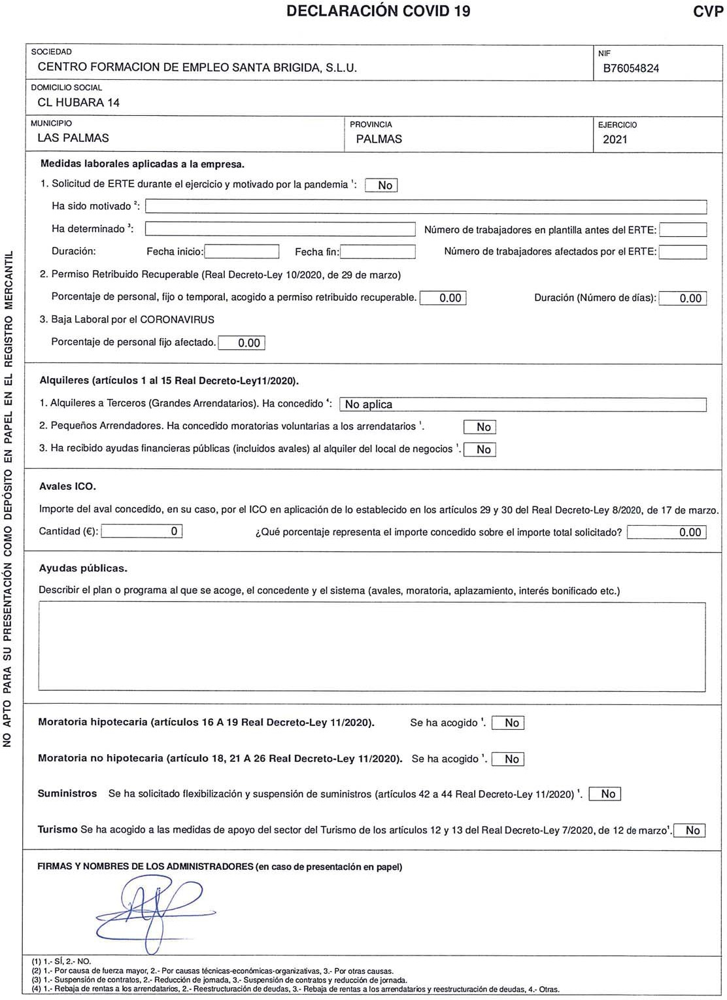 DECLARACIÓN COVID 19 CVP
SOCIEDAD NIF
CENTRO FORMACION DE EMPLEO SANTA BRIGIDA, S.L.U. B76054824
DOMICILIO SOCIAL
CL HUBARA 14
MUNICIPIO PROVINCIA EJERCICIO
LAS PALMAS PALMAS 2021
Medidas laborales aplicadas a la empresa.
1. Solicitud de ERTE durante el ejercicio y motivado por la pandemia ¹: No
Ha sido motivado ²:
Ha determinado ³: Número de trabajadores en plantilla antes del ERTE:
Duración: Fecha inicio: Fecha fin: Número de trabajadores afectados por el ERTE:
2. Permiso Retribuido Recuperable (Real Decreto-Ley 10/2020, de 29 de marzo)
Porcentaje de personal, fijo o temporal, acogido a permiso retribuido recuperable. 0.00 Duración (Número de días): 0.00
3. Baja Laboral por el CORONAVIRUS
Porcentaje de personal fijo afectado. 0.00
Alquileres (artículos 1 al 15 Real Decreto-Ley11/2020).
1. Alquileres a Terceros (Grandes Arrendatarios). Ha concedido ⁴: No aplica
2. Pequeños Arrendadores. Ha concedido moratorias voluntarias a los arrendatarios ¹. No
3. Ha recibido ayudas financieras públicas (incluidos avales) al alquiler del local de negocios ¹. No
Avales ICO.
Importe del aval concedido, en su caso, por el ICO en aplicación de lo establecido en los artículos 29 y 30 del Real Decreto-Ley 8/2020, de 17 de marzo.
Cantidad (€): 0 ¿Qué porcentaje representa el importe concedido sobre el importe total solicitado? 0.00
Ayudas públicas.
Describir el plan o programa al que se acoge, el concedente y el sistema (avales, moratoria, aplazamiento, interés bonificado etc.)
Moratoria hipotecaria (artículos 16 A 19 Real Decreto-Ley 11/2020). Se ha acogido ¹. No
Moratoria no hipotecaria (artículo 18, 21 A 26 Real Decreto-Ley 11/2020). Se ha acogido ¹. No
Suministros Se ha solicitado flexibilización y suspensión de suministros (artículos 42 a 44 Real Decreto-Ley 11/2020) ¹. No
Turismo Se ha acogido a las medidas de apoyo del sector del Turismo de los artículos 12 y 13 del Real Decreto-Ley 7/2020, de 12 de marzo¹. No
FIRMAS Y NOMBRES DE LOS ADMINISTRADORES (en caso de presentación en papel)
(1) 1.- SÍ, 2.- NO.
(2) 1.- Por causa de fuerza mayor, 2.- Por causas técnicas-económicas-organizativas, 3.- Por otras causas.
(3) 1.- Suspensión de contratos, 2.- Reducción de jornada, 3.- Suspensión de contratos y reducción de jornada.
(4) 1.- Rebaja de rentas a los arrendatarios, 2.- Reestructuración de deudas, 3.- Rebaja de rentas a los arrendatarios y reestructuración de deudas, 4.- Otras.
NO APTO PARA SU PRESENTACIÓN COMO DEPÓSITO EN PAPEL EN EL REGISTRO MERCANTIL